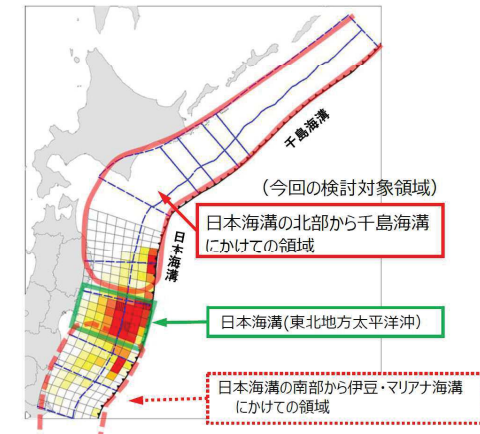 千島海溝
(今回の検討対象領域)
日本海溝の北部から千島海溝
にかけての領域
日本海溝
日本海溝(東北地方太平洋沖)
日本海溝の南部から伊豆・マリアナ海溝
にかけての領域